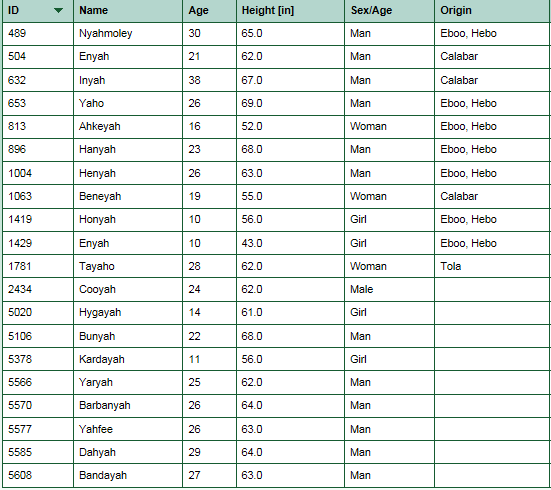 ID Name Age Height [in] Sex/Age Origin
489 Nyahmoley 30 65.0 Man Eboo, Hebo
504 Enyah 21 62.0 Man Calabar
632 Inyah 38 67.0 Man Calabar
653 Yaho 26 69.0 Man Eboo, Hebo
813 Ahkeyah 16 52.0 Woman Eboo, Hebo
896 Hanyah 23 68.0 Man Eboo, Hebo
1004 Henyah 26 63.0 Man Eboo, Hebo
1063 Beneyah 19 55.0 Woman Calabar
1419 Honyah 10 56.0 Girl Eboo, Hebo
1429 Enyah 10 43.0 Girl Eboo, Hebo
1781 Tayaho 28 62.0 Woman Tola
2434 Cooyah 24 62.0 Male
5020 Hygayah 14 61.0 Girl
5106 Bunyah 22 68.0 Man
5378 Kardayah 11 56.0 Girl
5566 Yaryah 25 62.0 Man
5570 Barbanyah 26 64.0 Man
5577 Yahfee 26 63.0 Man
5585 Dahyah 29 64.0 Man
5608 Bandayah 27 63.0 Man